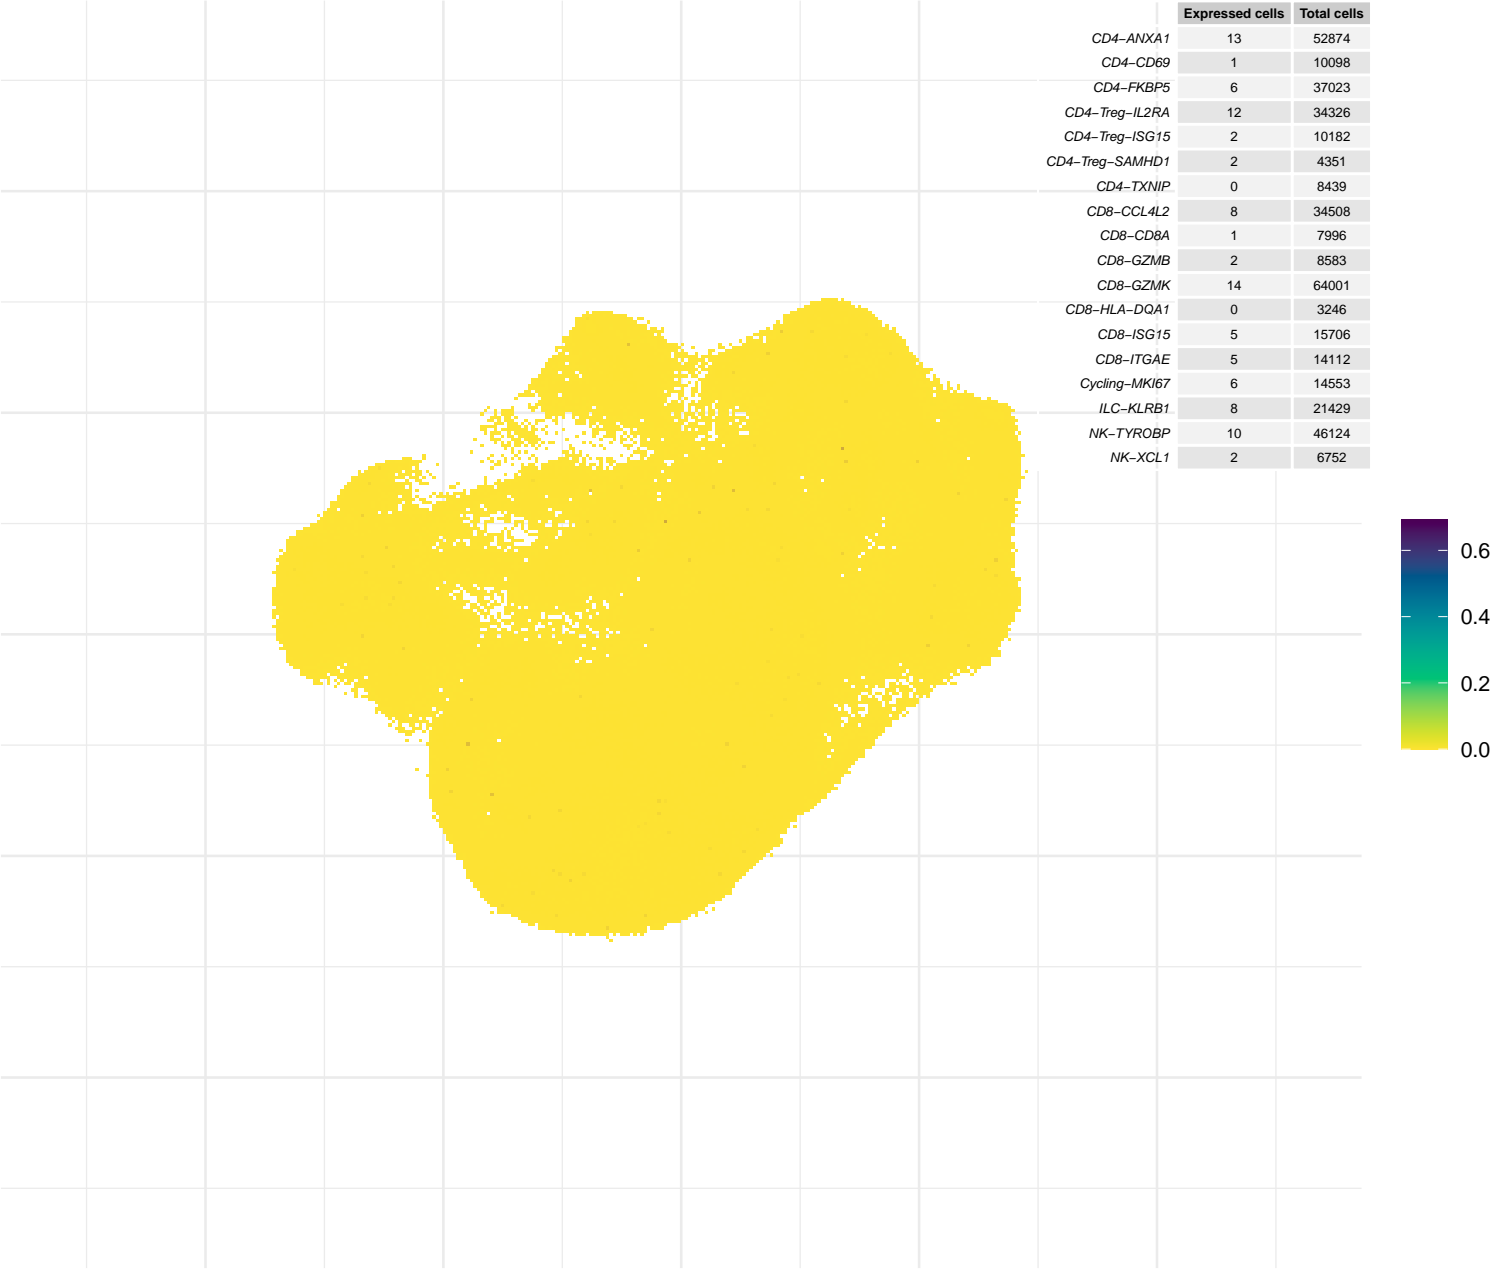 Expressed cells Total cells
CD4−ANXA1 13 52874
CD4−CD69 1 10098
CD4−FKBP5 6 37023
CD4−Treg−IL2RA 12 34326
CD4−Treg−ISG15 2 10182
CD4−Treg−SAMHD1 2 4351
CD4−TXNIP 0 8439
CD8−CCL4L2 8 34508
CD8−CD8A 1 7996
CD8−GZMB 2 8583
CD8−GZMK 14 64001
CD8−HLA−DQA1 0 3246
CD8−ISG15 5 15706
CD8−ITGAE 5 14112
Cycling−MKI67 6 14553
ILC−KLRB1 8 21429
NK−TYROBP 10 46124
NK−XCL1 2 6752
0.6
0.4
0.2
0.0